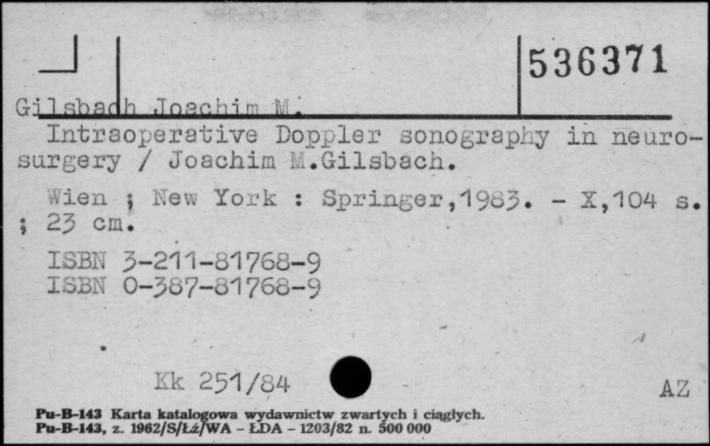 536371
Gilsbach Joachim M.
Intraoperative Doppler sonography in neuro-
surgery / Joachim M.Gilsbach.
Wien ; New York : Springer,1983. - X,104 s.
; 23 cm.
ISBN 3-211-81768-9
ISBN 0-387-81768-9
Kk 251/84
AZ
Pu-B-143 Karta katalogowa wydawnictw zwartych i ciągłych.
Pu-B-143, z. 1962/S/Łź/WA - ŁDA - 1203/82 n. 500 000